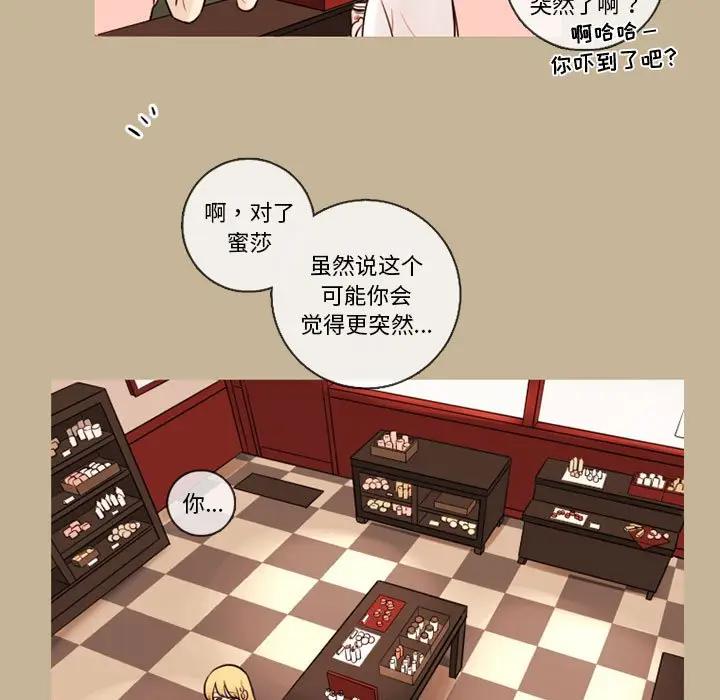 突然了啊？
啊哈哈－
你吓到了吧？
啊，对了
蜜莎
虽然说这个
可能你会
觉得更突然…
你…